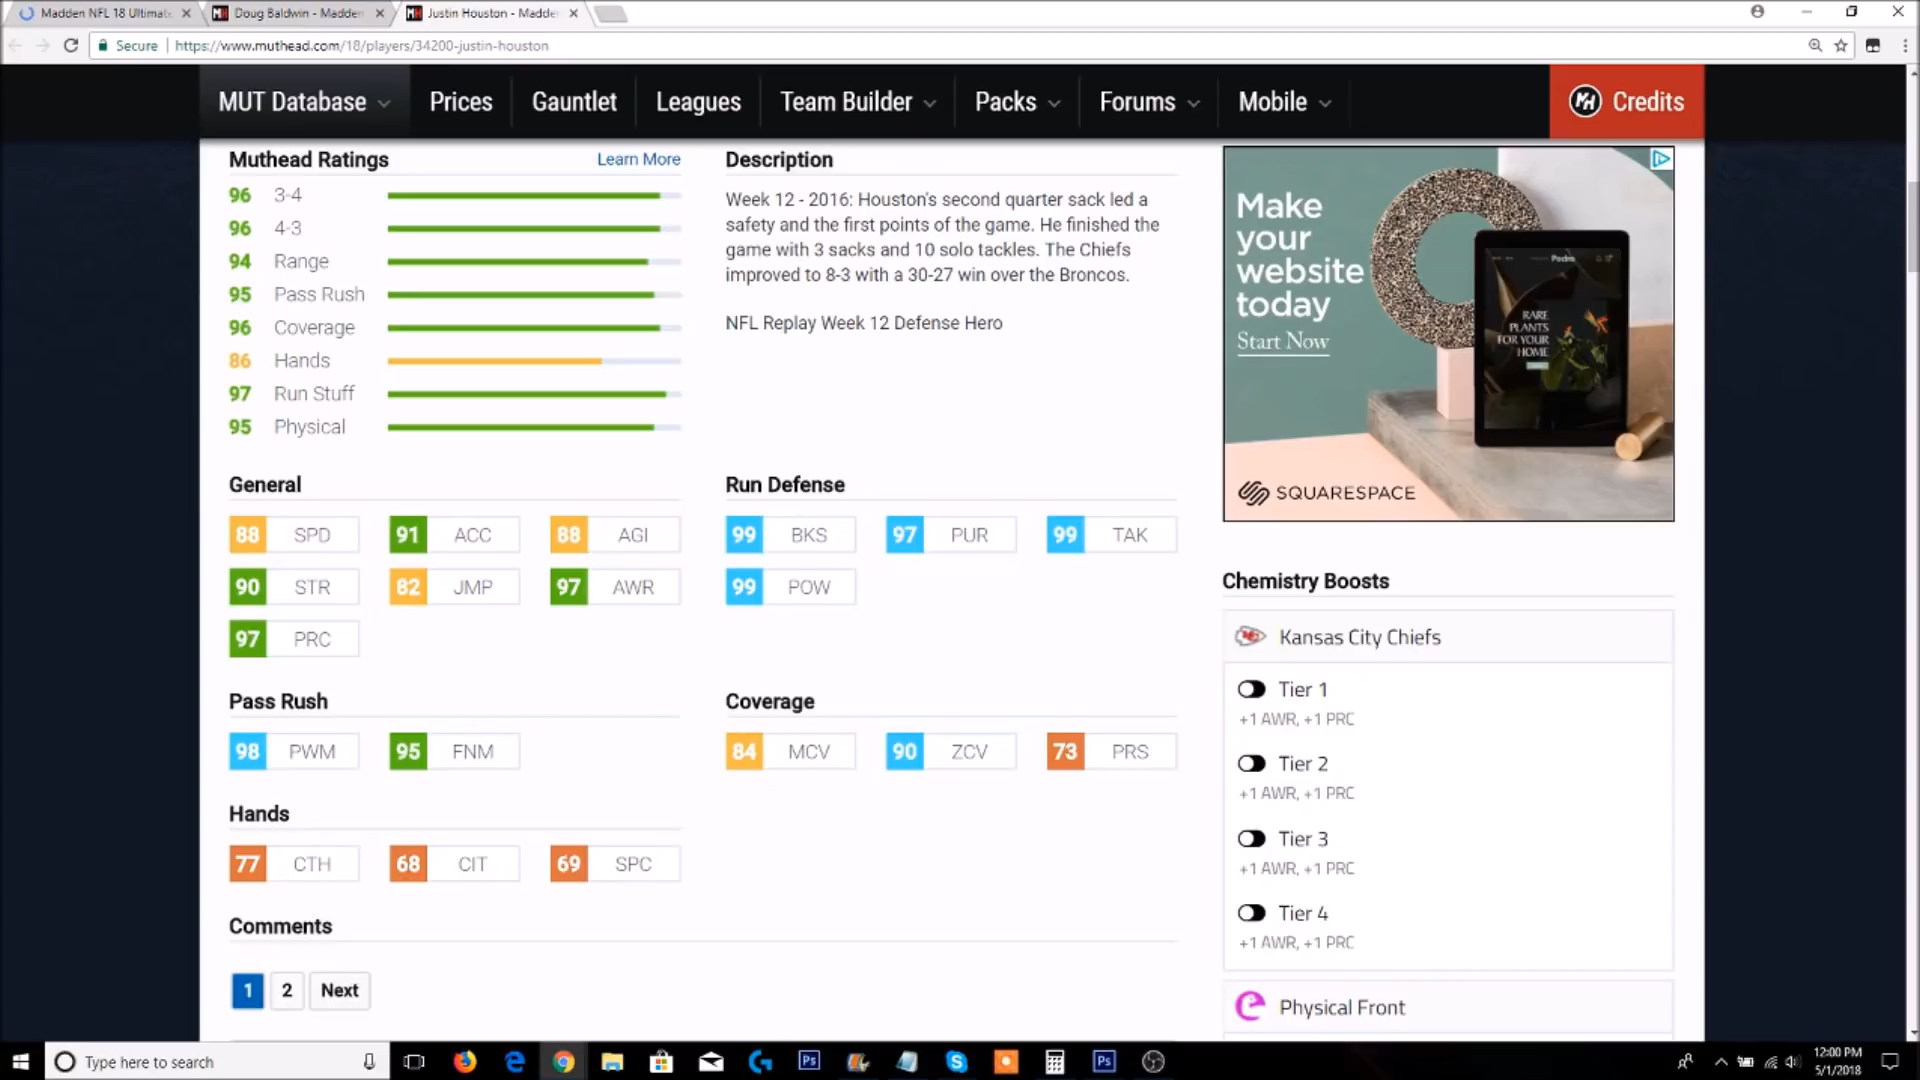 Madden NFL 18 Ultimat
Doug Baldwin - Madden
Justin Houston - Madde
Secure https://www.muthead.com/18/players/34200-justin-houston
MUT Database Prices Gauntlet Leagues Team Builder Packs Forums Mobile Credits
Muthead Ratings Learn More
96 3-4
96 4-3
94 Range
95 Pass Rush
96 Coverage
86 Hands
97 Run Stuff
95 Physical
Description
Week 12 - 2016: Houston's second quarter sack led a
safety and the first points of the game. He finished the
game with 3 sacks and 10 solo tackles. The Chiefs
improved to 8-3 with a 30-27 win over the Broncos.
NFL Replay Week 12 Defense Hero
Make
your
website
today
Start Now
RARE
PLANTS
FOR YOUR
HOME
SQUARESPACE
General
88 SPD 91 ACC 88 AGI
90 STR 82 JMP 97 AWR
97 PRC
Run Defense
99 BKS 97 PUR 99 TAK
99 POW
Pass Rush
98 PWM 95 FNM
Coverage
84 MCV 90 ZCV 73 PRS
Hands
77 CTH 68 CIT 69 SPC
Comments
1 2 Next
Chemistry Boosts
Kansas City Chiefs
Tier 1
+1 AWR, +1 PRC
Tier 2
+1 AWR, +1 PRC
Tier 3
+1 AWR, +1 PRC
Tier 4
+1 AWR, +1 PRC
Physical Front
Type here to search
12:00 PM
5/1/2018